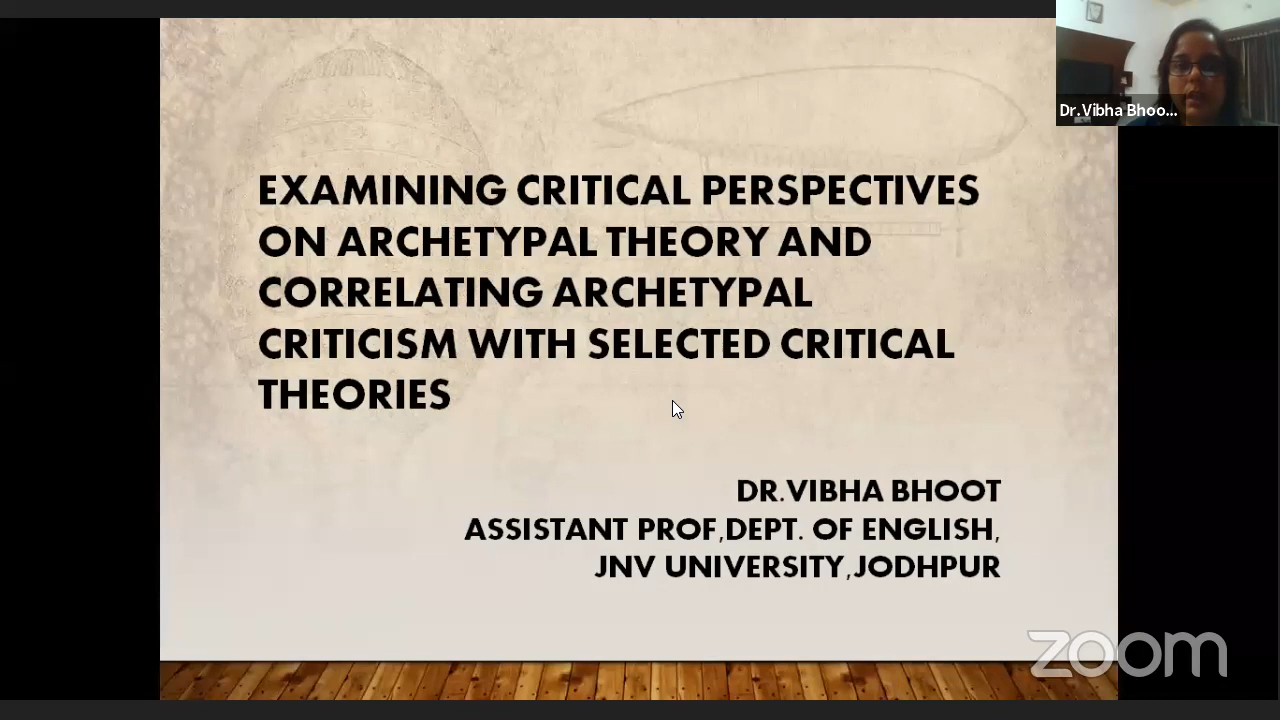 Dr.Vibha Bhoo...
EXAMINING CRITICAL PERSPECTIVES
ON ARCHETYPAL THEORY AND
CORRELATING ARCHETYPAL
CRITICISM WITH SELECTED CRITICAL
THEORIES
DR.VIBHA BHOOT
ASSISTANT PROF,DEPT. OF ENGLISH,
JNV UNIVERSITY,JODHPUR
zoom